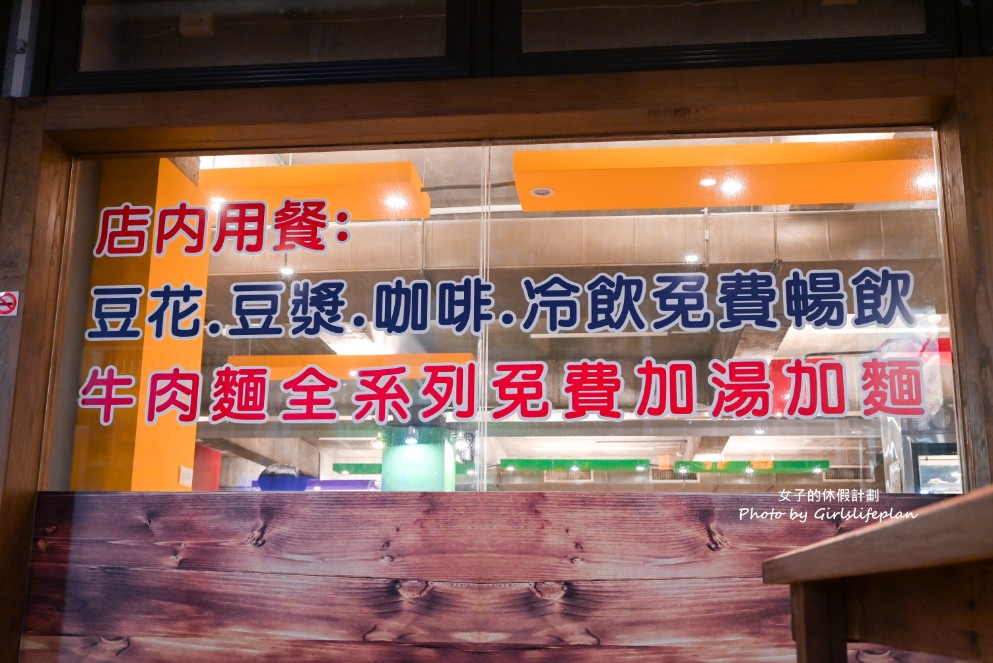 店內用餐:
豆花.豆漿.咖啡.冷飲免費暢飲
牛肉麵全系列免費加湯加麵
女子的休假計劃
Photo by Girlslifeplan